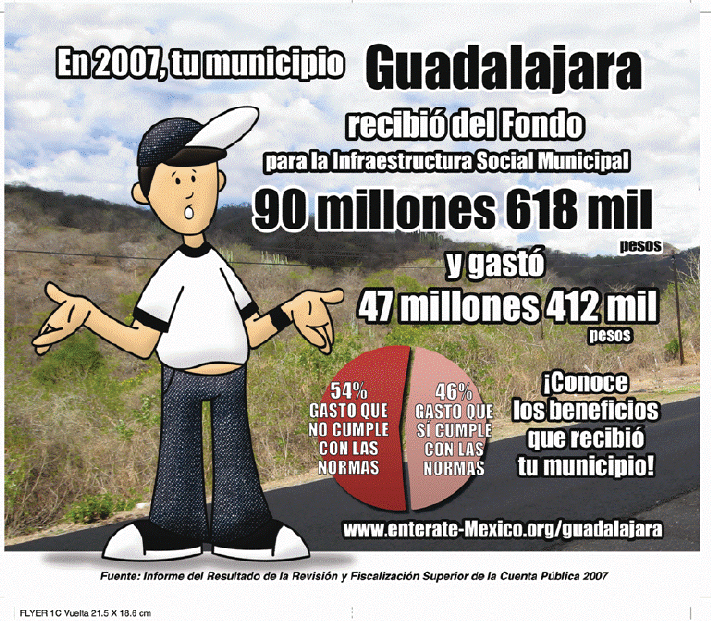 En 2007, tu municipio Guadalajara
recibió del Fondo
para la Infraestructura Social Municipal
90 millones 618 mil
pesos
y gastó
47 millones 412 mil
pesos
54%
GASTO QUE
NO CUMPLE
CON LAS
NORMAS
46%
GASTO QUE
SÍ CUMPLE
CON LAS
NORMAS
¡Conoce
los beneficios
que recibió
tu municipio!
www.enterate-Mexico.org/guadalajara
Fuente: Informe del Resultado de la Revisión y Fiscalización Superior de la Cuenta Pública 2007
FLYER 1C Vuelta 21.5 X 18.6 cm